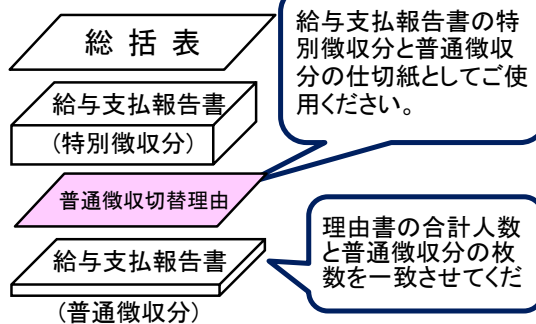 総括表
給与支払報告書
(特別徴収分)
普通徴収切替理由
給与支払報告書
(普通徴収分)
給与支払報告書の特
別徴収分と普通徴収
分の仕切紙としてご使
用ください。
理由書の合計人数
と普通徴収分の枚
数を一致させてくだ